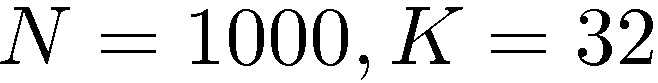 N = 1000, K = 32